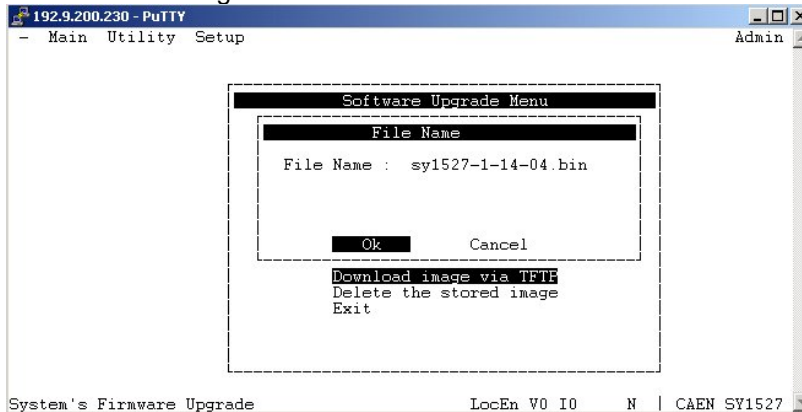 192.9.200.230 - PuTTY
- Main Utility Setup Admin
Software Upgrade Menu
File Name
File Name : sy1527-1-14-04.bin
Ok Cancel
Download image via TFTP
Delete the stored image
Exit
System's Firmware Upgrade LocEn V0 I0 N | CAEN SY1527